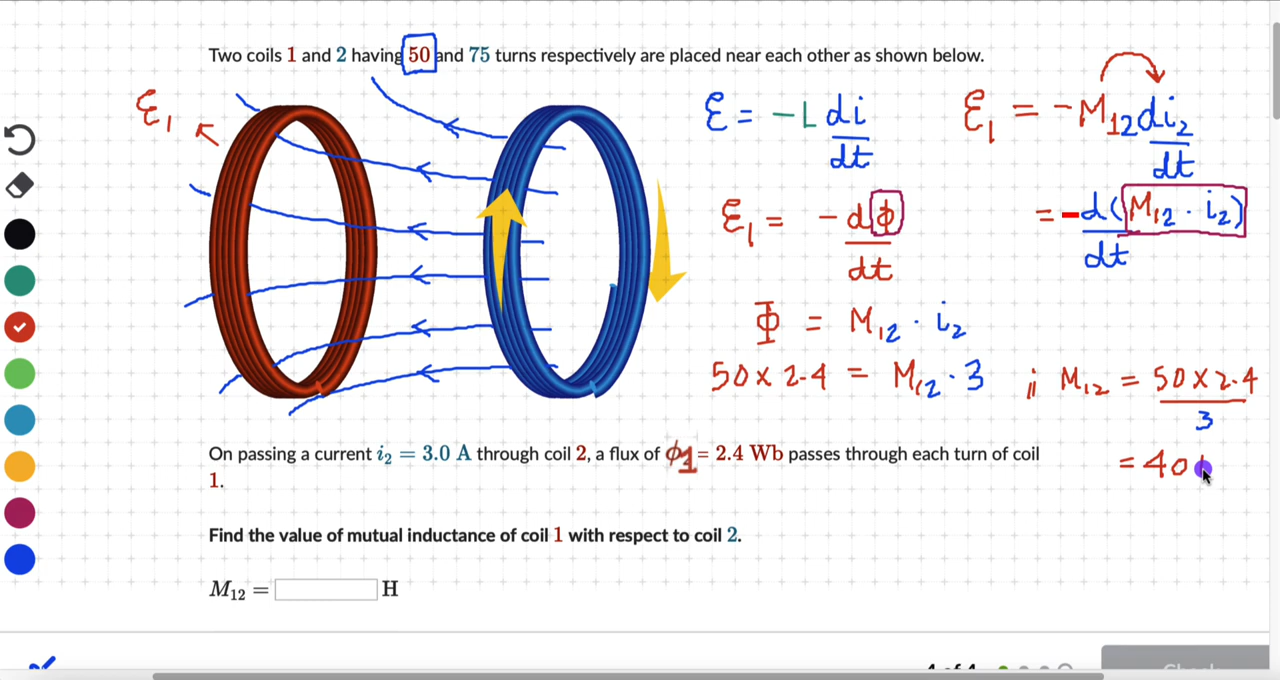 Two coils 1 and 2 having 50 and 75 turns respectively are placed near each other as shown below.
ℰ₁
ℰ = -L di/dt
ℰ₁ = -M₁₂ di₂/dt
ℰ₁ = -dϕ/dt
= -d(M₁₂ · i₂)/dt
Φ = M₁₂ · i₂
50 × 2.4 = M₁₂ · 3 ; M₁₂ = 50 × 2.4/3
= 40
On passing a current i₂ = 3.0 A through coil 2, a flux of ϕ1 = 2.4 Wb passes through each turn of coil
1.
Find the value of mutual inductance of coil 1 with respect to coil 2.
M₁₂ = H